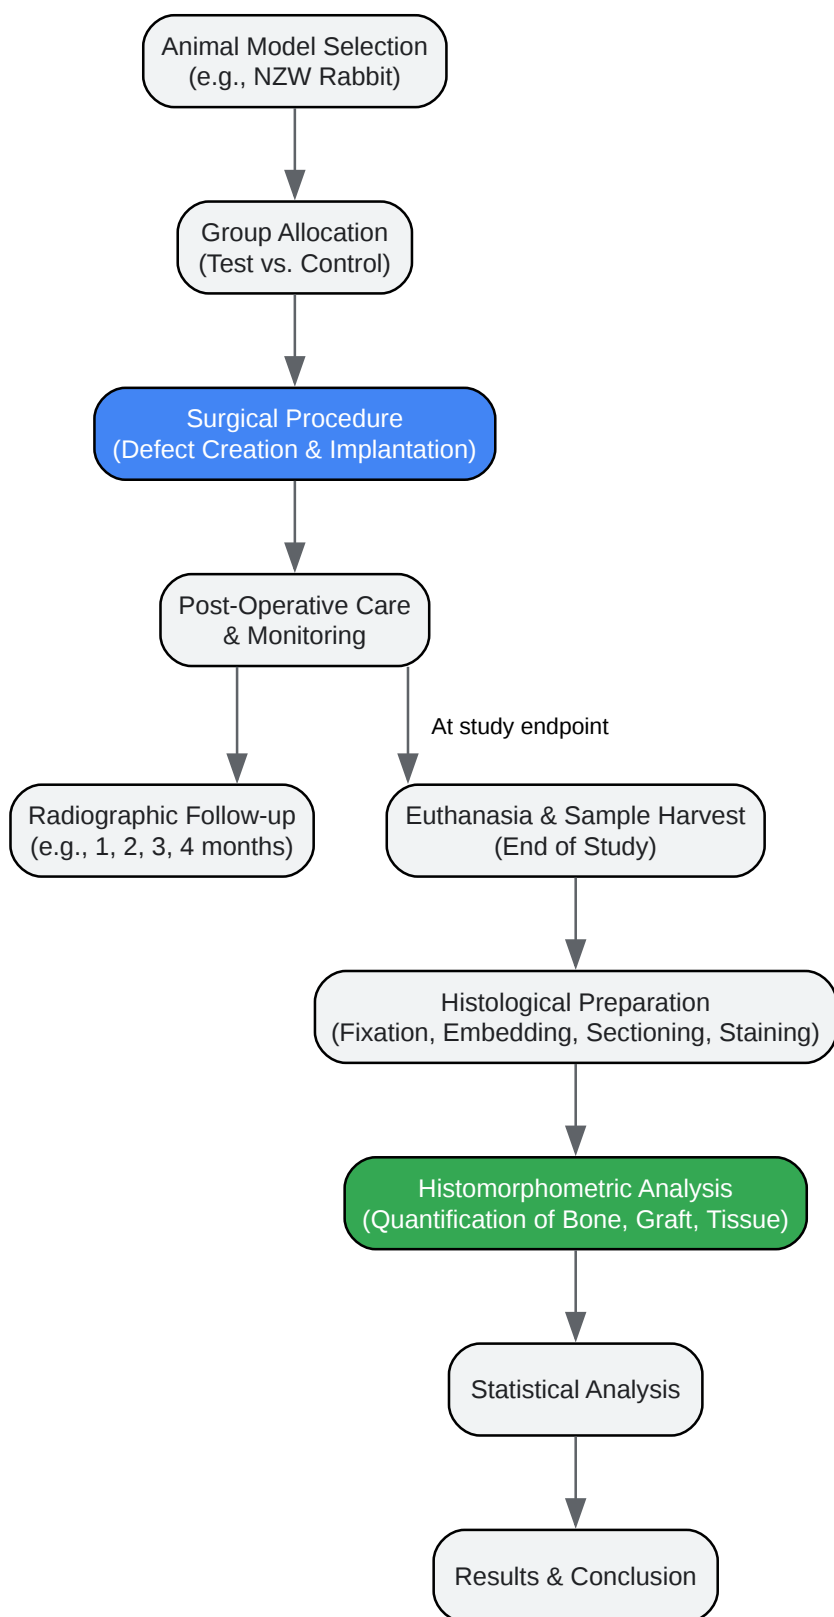 Animal Model Selection
(e.g., NZW Rabbit)
Group Allocation
(Test vs. Control)
Surgical Procedure
(Defect Creation & Implantation)
Post-Operative Care
& Monitoring
At study endpoint
Radiographic Follow-up
(e.g., 1, 2, 3, 4 months)
Euthanasia & Sample Harvest
(End of Study)
Histological Preparation
(Fixation, Embedding, Sectioning, Staining)
Histomorphometric Analysis
(Quantification of Bone, Graft, Tissue)
Statistical Analysis
Results & Conclusion